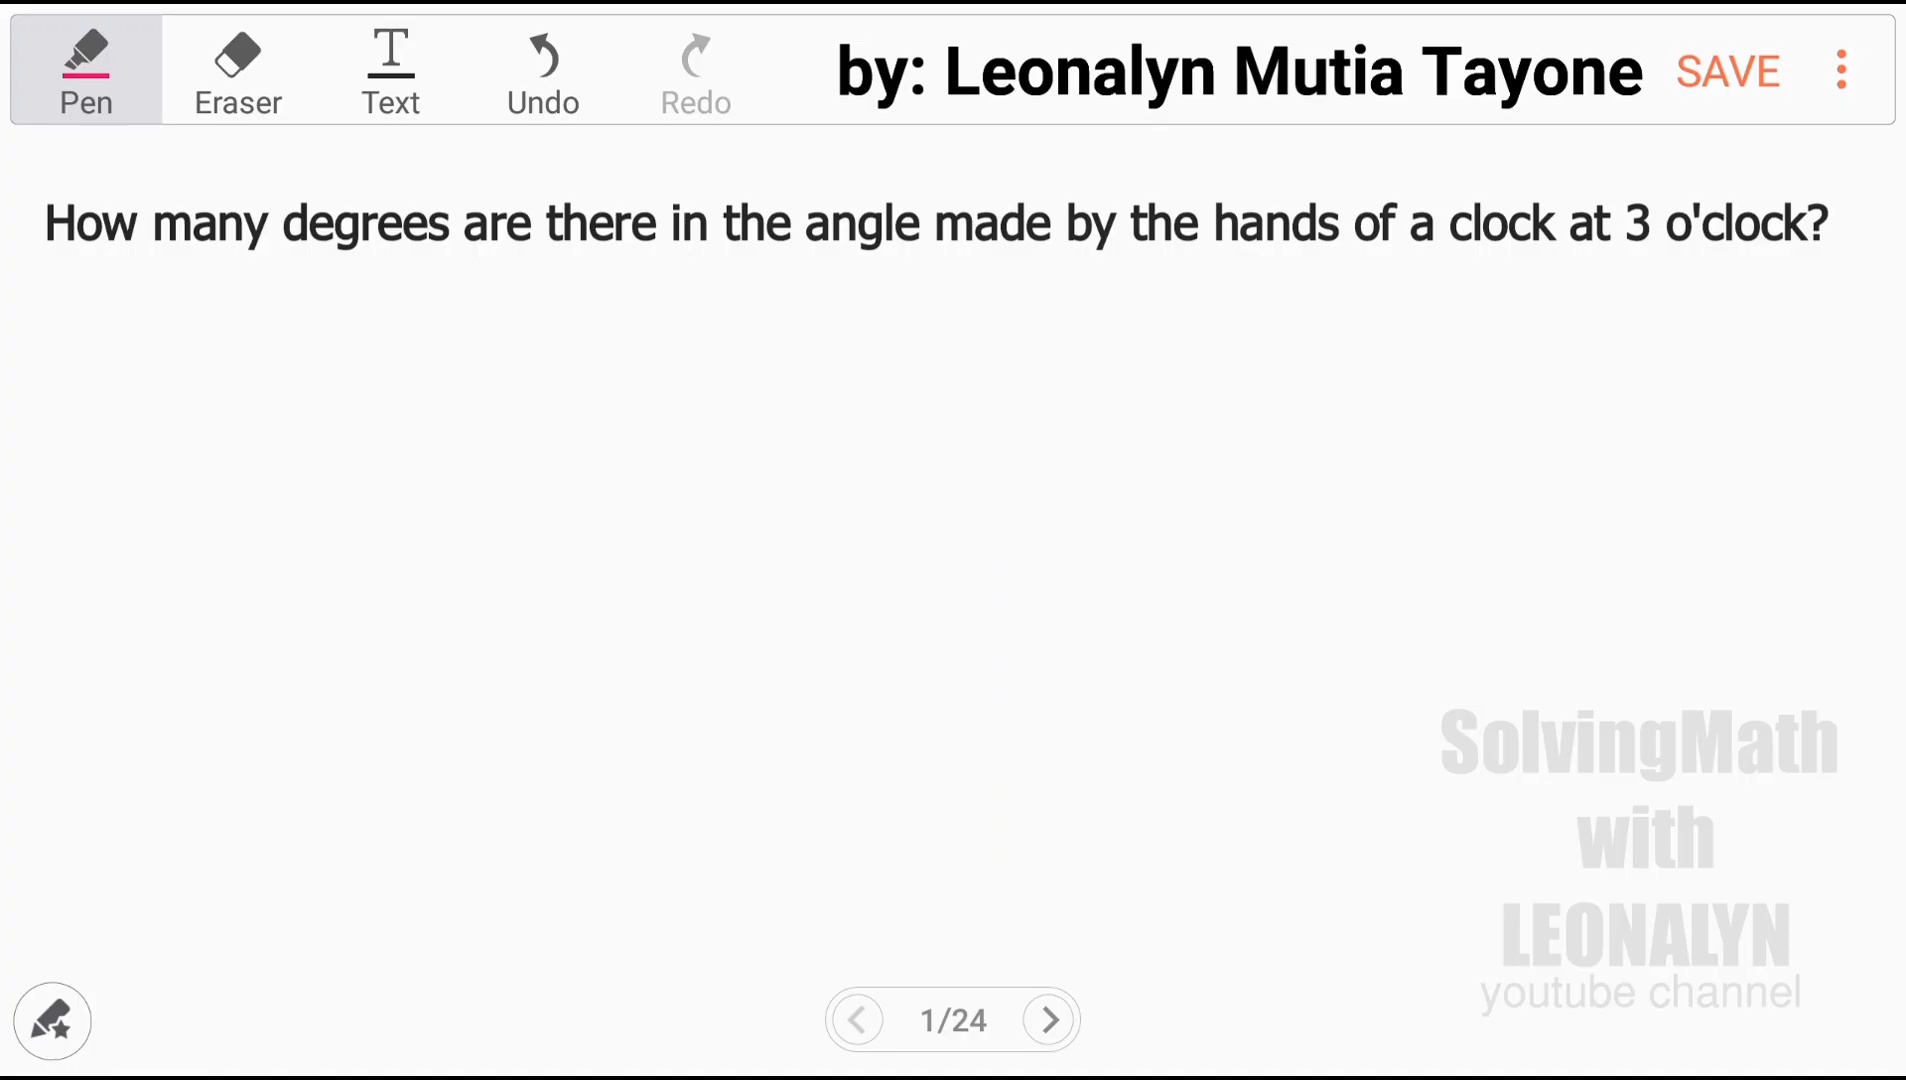 Pen
Eraser
Text
Undo
Redo
by: Leonalyn Mutia Tayone
SAVE
How many degrees are there in the angle made by the hands of a clock at 3 o'clock?
SolvingMath
with
LEONALYN
youtube channel
1/24